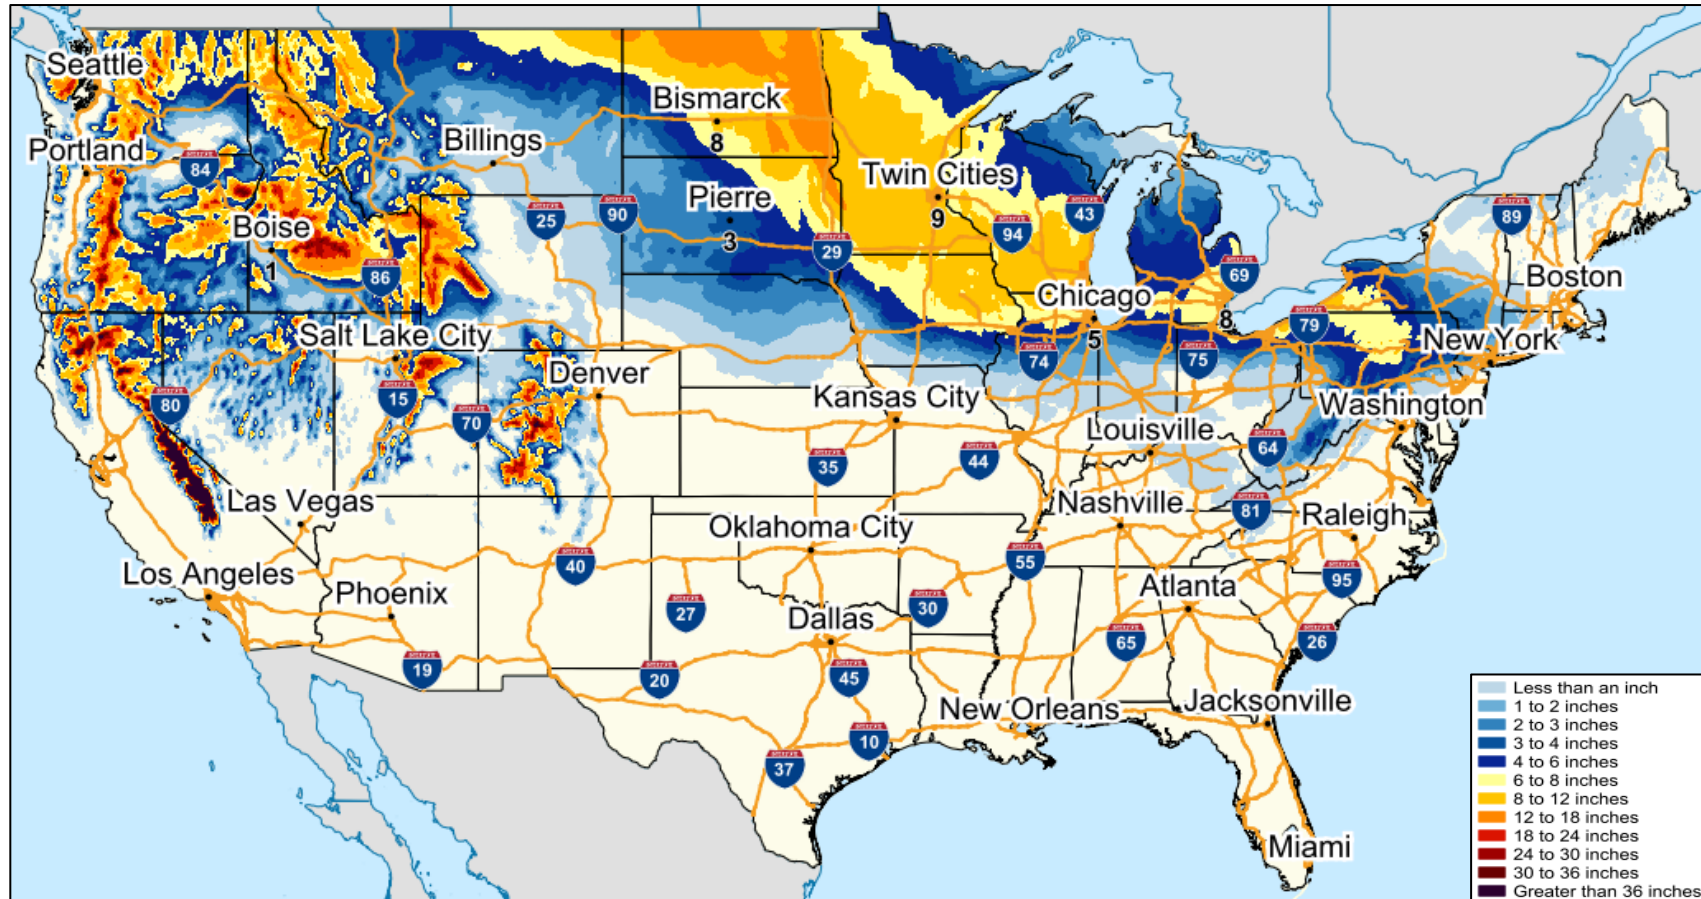 Seattle
Bismarck
8
Billings
Portland
84
Twin Cities
9
Pierre
3
25
90
43
89
94
Boise
1
29
86
69
Boston
Chicago
5
8
79
Salt Lake City
New York
74
75
Denver
15
80
70
Kansas City
Washington
Louisville
64
35
44
Las Vegas
Nashville
81
Raleigh
Oklahoma City
40
55
Los Angeles
Phoenix
95
27
30
Atlanta
Dallas
65
26
19
20
45
New Orleans
Jacksonville
10
37
Miami
Less than an inch
1 to 2 inches
2 to 3 inches
3 to 4 inches
4 to 6 inches
6 to 8 inches
8 to 12 inches
12 to 18 inches
18 to 24 inches
24 to 30 inches
30 to 36 inches
Greater than 36 inches